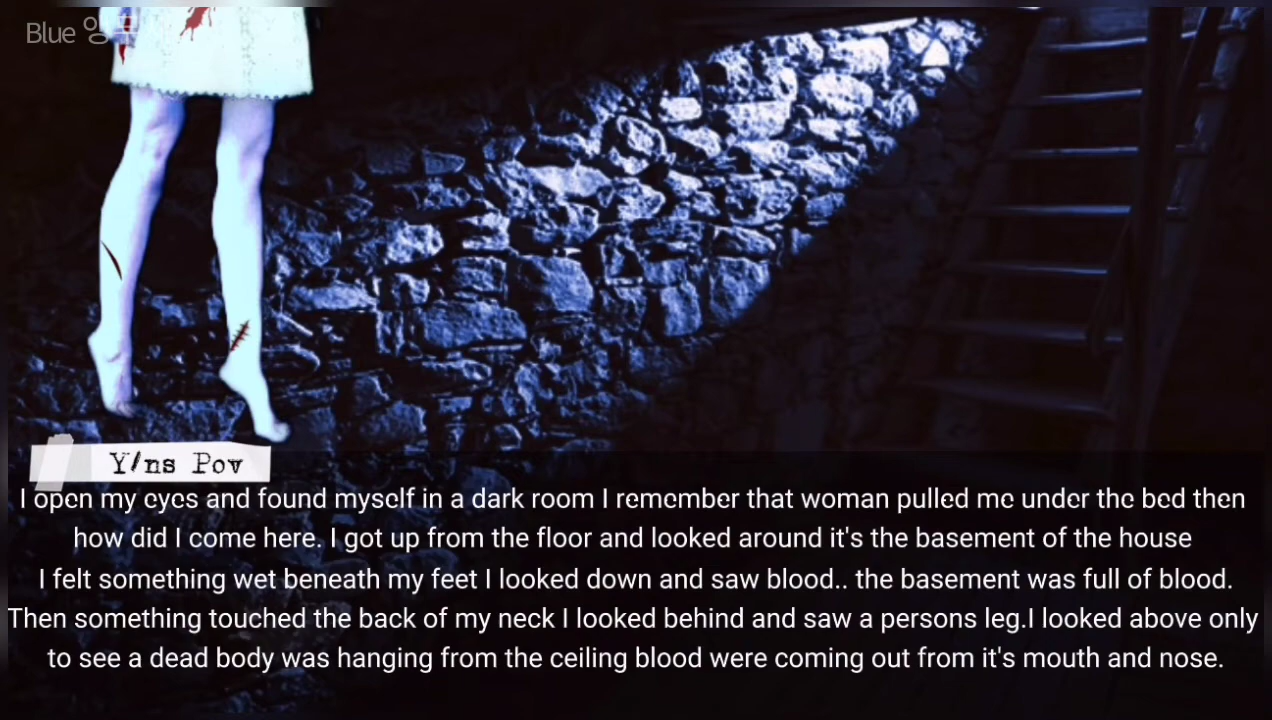 Blue 앵무
Y/ns Pov
I open my eyes and found myself in a dark room I remember that woman pulled me under the bed then
how did I come here. I got up from the floor and looked around it's the basement of the house
I felt something wet beneath my feet I looked down and saw blood.. the basement was full of blood.
Then something touched the back of my neck I looked behind and saw a persons leg.I looked above only
to see a dead body was hanging from the ceiling blood were coming out from it's mouth and nose.